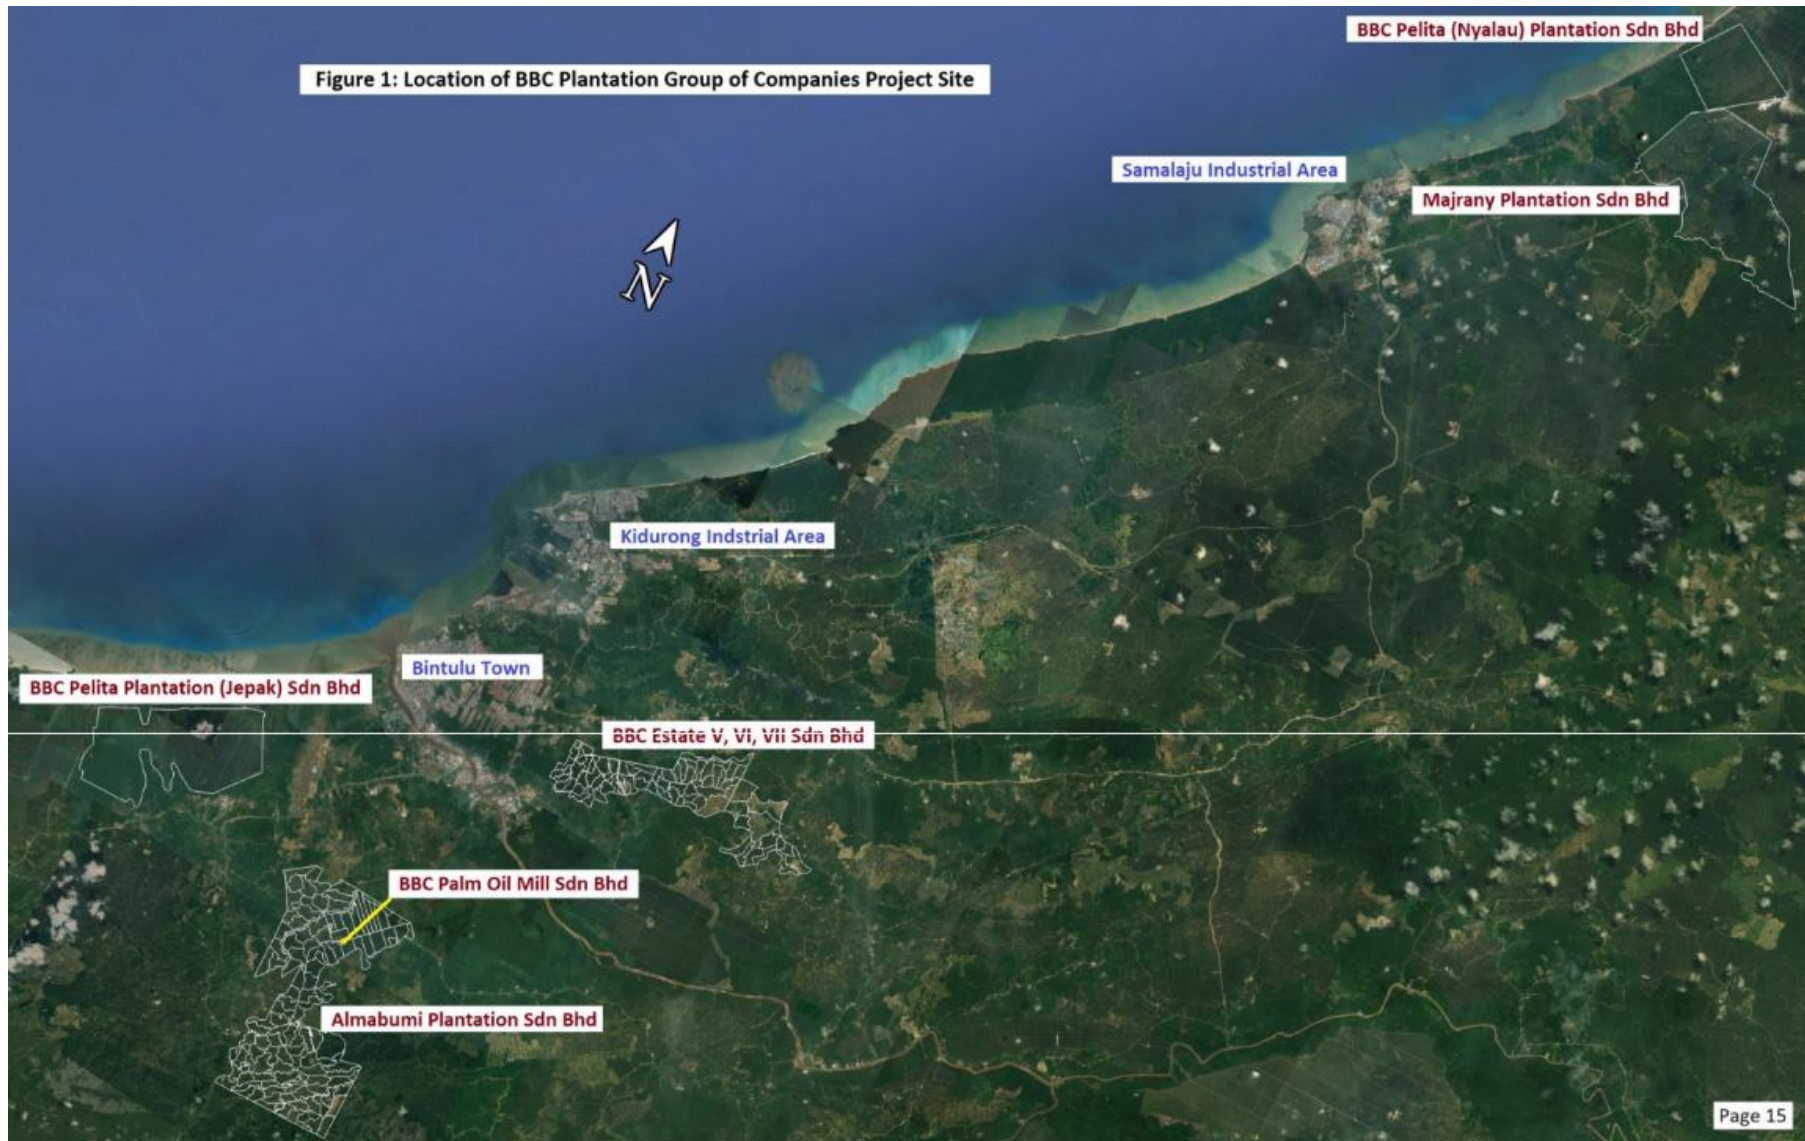 BBC Pelita (Nyalau) Plantation Sdn Bhd
Figure 1: Location of BBC Plantation Group of Companies Project Site
Samalaju Industrial Area
Majrany Plantation Sdn Bhd
N
Kidurong Indstrial Area
Bintulu Town
BBC Pelita Plantation (Jepak) Sdn Bhd
BBC Estate V, Vi, Vii Sdn Bhd
BBC Palm Oil Mill Sdn Bhd
Almabumi Plantation Sdn Bhd
Page 15